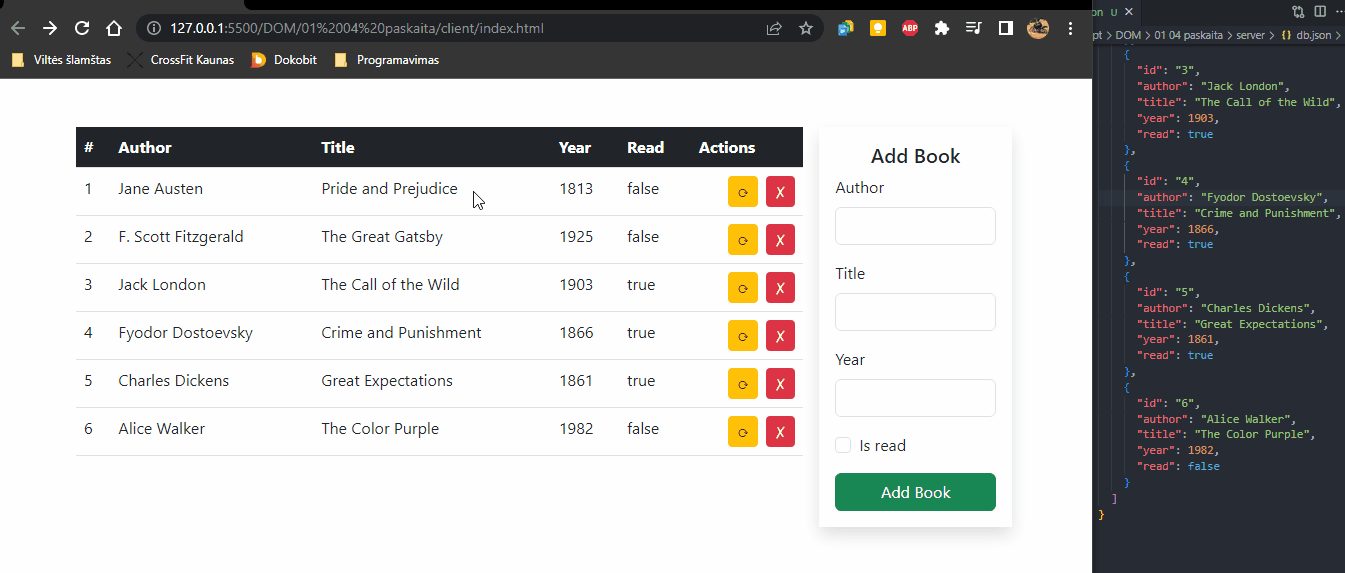 127.0.0.1:5500/DOM/01%2004%20paskaita/client/index.html
ABP
Viltės šlamštas CrossFit Kaunas Dokobit Programavimas
# Author Title Year Read Actions
1 Jane Austen Pride and Prejudice 1813 false X
2 F. Scott Fitzgerald The Great Gatsby 1925 false X
3 Jack London The Call of the Wild 1903 true X
4 Fyodor Dostoevsky Crime and Punishment 1866 true X
5 Charles Dickens Great Expectations 1861 true X
6 Alice Walker The Color Purple 1982 false X
Add Book
Author
Title
Year
Is read
Add Book
on U
pt > DOM > 01 04 paskaita > server > {} db.json >
{
"id": "3",
"author": "Jack London",
"title": "The Call of the Wild",
"year": 1903,
"read": true
},
{
"id": "4",
"author": "Fyodor Dostoevsky",
"title": "Crime and Punishment",
"year": 1866,
"read": true
},
{
"id": "5",
"author": "Charles Dickens",
"title": "Great Expectations",
"year": 1861,
"read": true
},
{
"id": "6",
"author": "Alice Walker",
"title": "The Color Purple",
"year": 1982,
"read": false
}
]
}